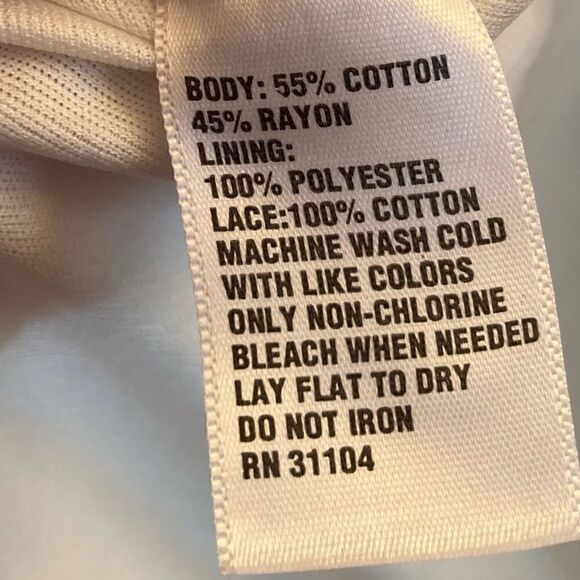 BODY: 55% COTTON
45% RAYON
LINING:
100% POLYESTER
LACE:100% COTTON
MACHINE WASH COLD
WITH LIKE COLORS
ONLY NON-CHLORINE
BLEACH WHEN NEEDED
LAY FLAT TO DRY
DO NOT IRON
RN 31104